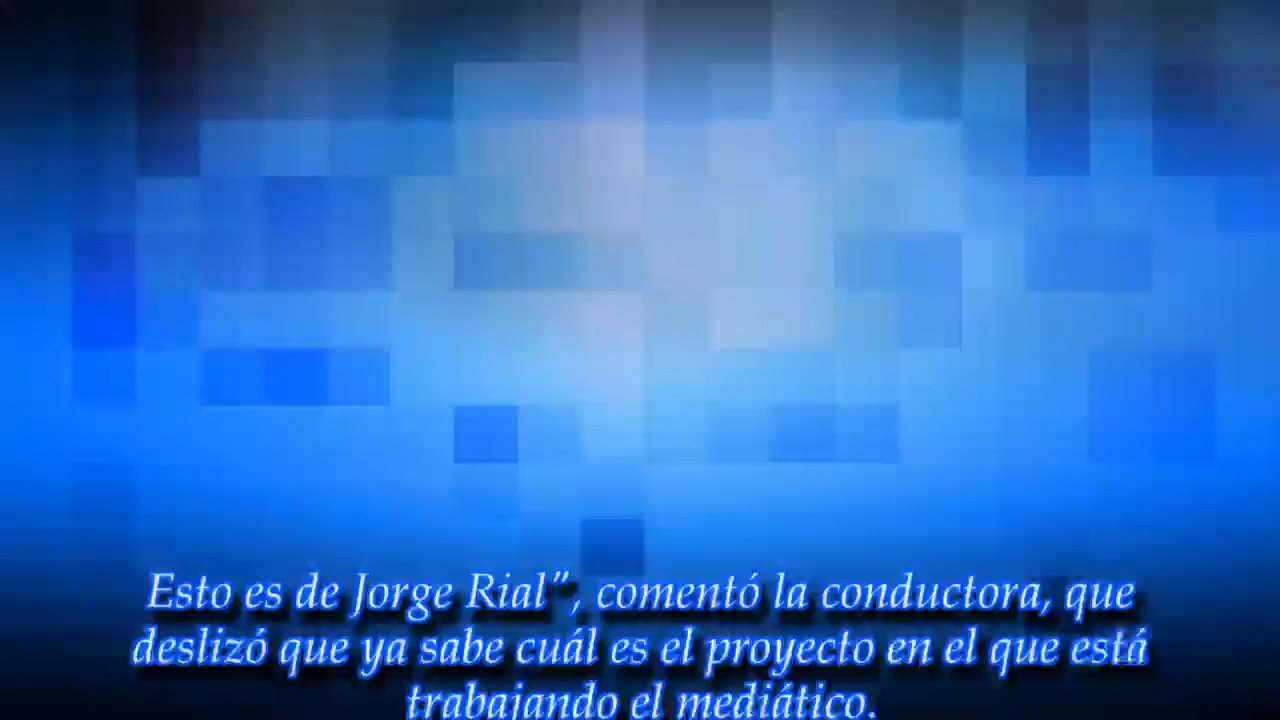 Esto es de Jorge Rial", comentó la conductora, que
deslizó que ya sabe cuál es el proyecto en el que está
trabajando el mediático.